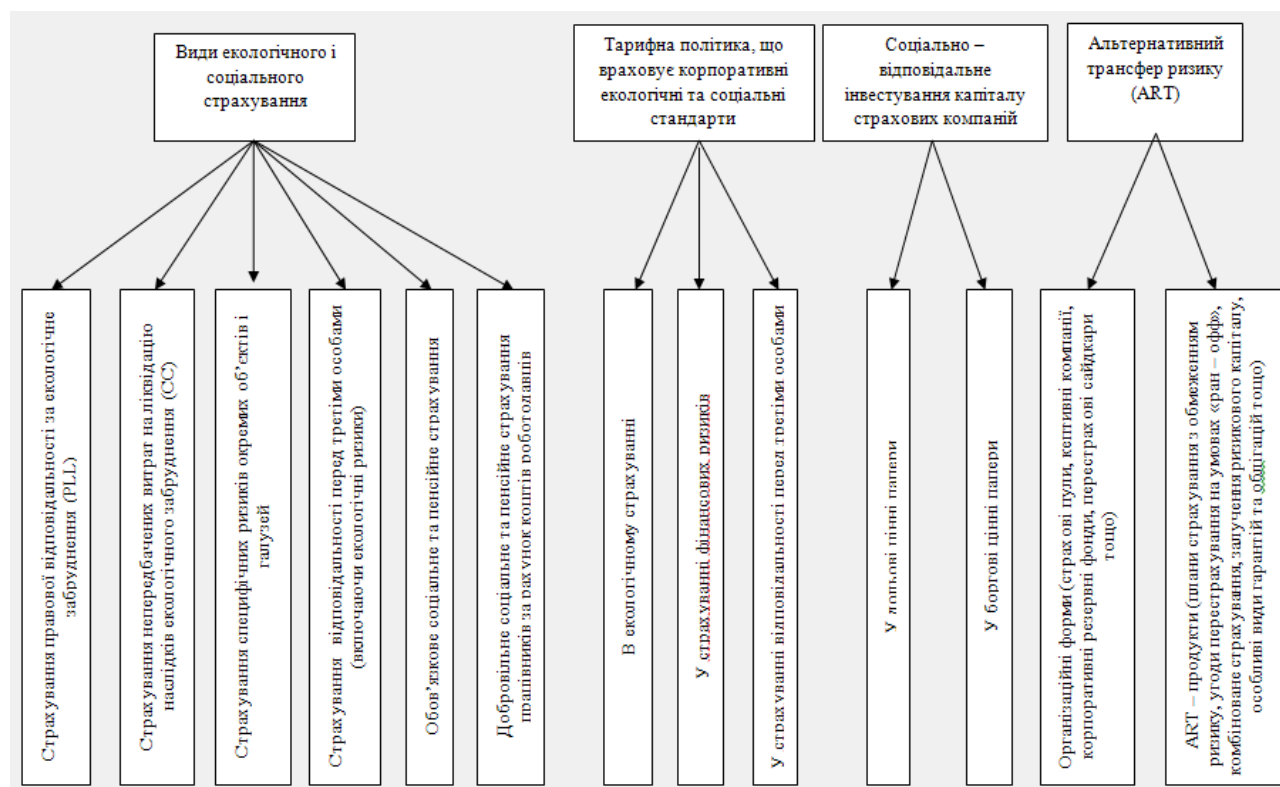 Види екологічного і
соціального
страхування
Тарифна політика, що
враховує корпоративні
екологічні та соціальні
стандарти
Соціально –
відповідальне
інвестування капіталу
страхових компаній
Альтернативний
трансфер ризику
(ART)
Страхування правової відповідальності за екологічне
забруднення (PLL)
Страхування непередбачених витрат на ліквідацію
наслідків екологічного забруднення (CC)
Страхування специфічних ризиків окремих об’єктів і
галузей
Страхування відповідальності перед третіми особами
(включаючи екологічні ризики)
Обов’язкове соціальне та пенсійне страхування
Добровільне соціальне та пенсійне страхування
працівників за рахунок коштів роботодавців
В екологічному страхуванні
У страхуванні фінансових ризиків
У страхуванні відповідальності перед третіми особами
У дольові цінні папери
У боргові цінні папери
Організаційні форми (страхові пули, кептивні компанії,
корпоративні резервні фонди, перестрахові сайдкари
тощо)
ART – продукти (плани страхування з обмеженням
ризику, угоди перестрахування на умовах «ран – офф»,
комбіноване страхування, залучення ризикового капіталу,
особливі види гарантій та облігацій тощо)